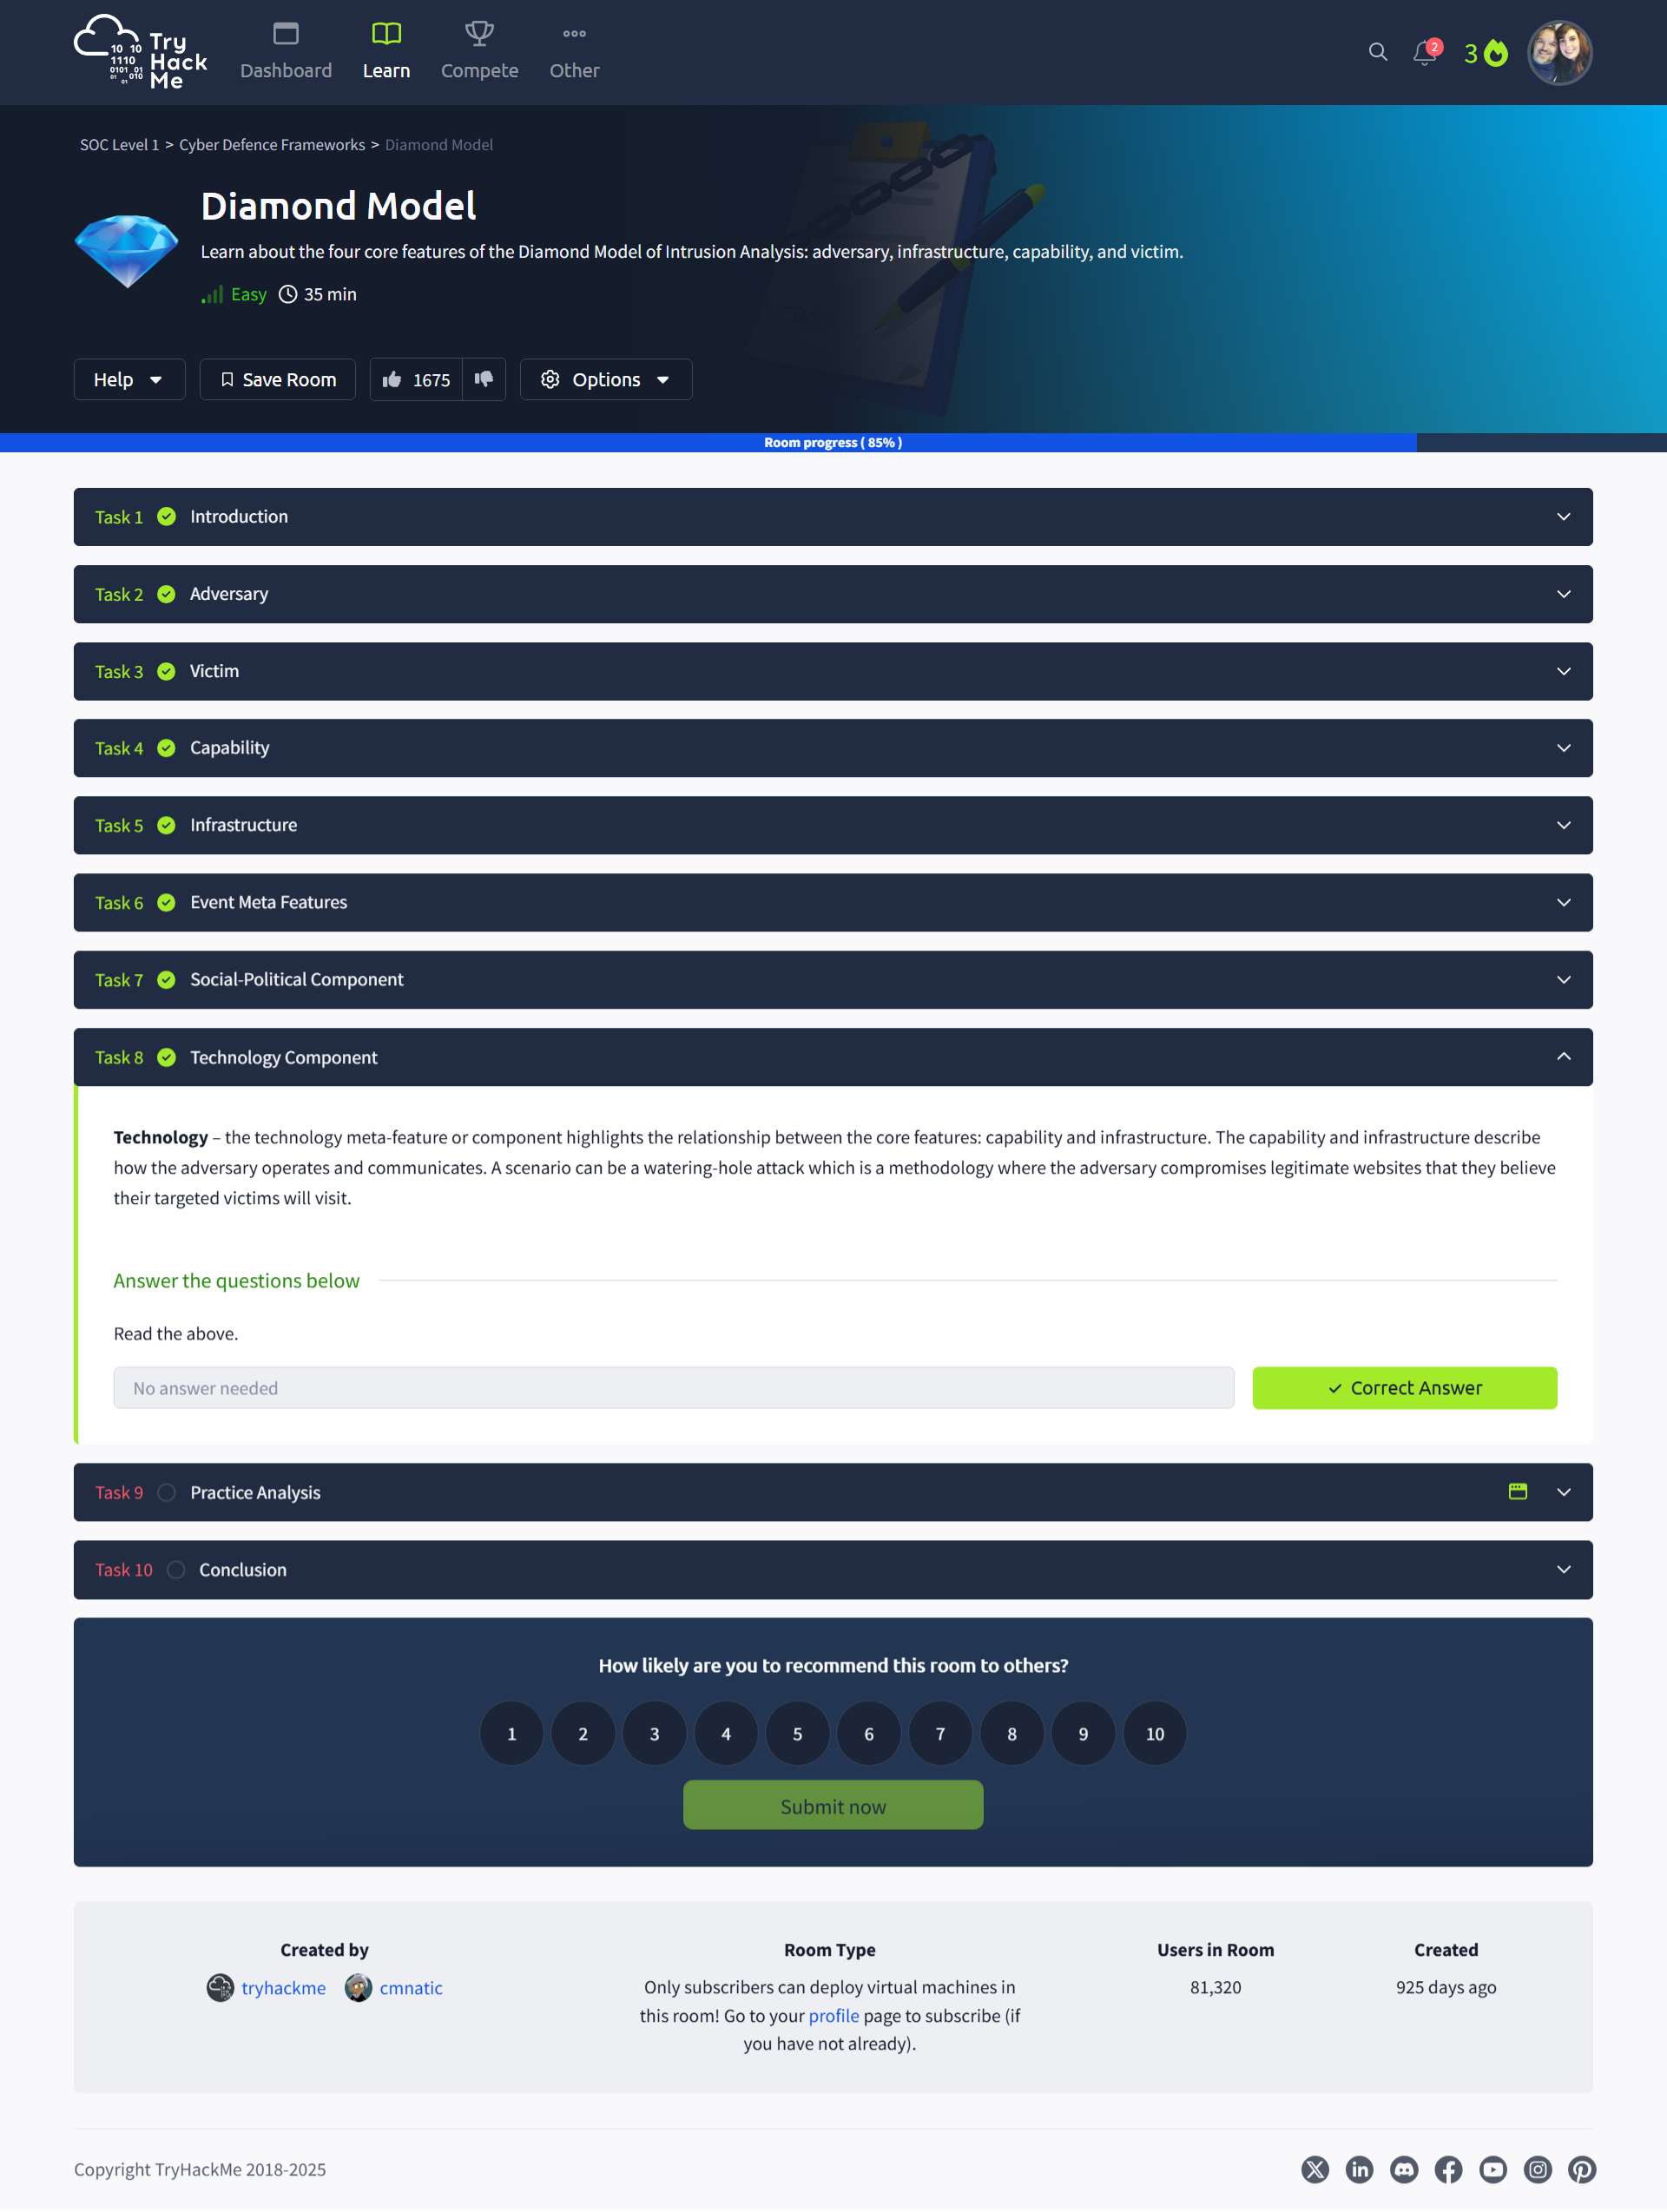 Try
Hack
Me
10 10
1110
0101 01
01 010
Dashboard
Learn
Compete
Other
2
3
SOC Level 1 > Cyber Defence Frameworks > Diamond Model
Diamond Model
Learn about the four core features of the Diamond Model of Intrusion Analysis: adversary, infrastructure, capability, and victim.
Easy 35 min
Help
Save Room
1675
Options
Room progress ( 85% )
Task 1 Introduction
Task 2 Adversary
Task 3 Victim
Task 4 Capability
Task 5 Infrastructure
Task 6 Event Meta Features
Task 7 Social-Political Component
Task 8 Technology Component
Technology – the technology meta-feature or component highlights the relationship between the core features: capability and infrastructure. The capability and infrastructure describe
how the adversary operates and communicates. A scenario can be a watering-hole attack which is a methodology where the adversary compromises legitimate websites that they believe
their targeted victims will visit.
Answer the questions below
Read the above.
No answer needed
Correct Answer
Task 9 Practice Analysis
Task 10 Conclusion
How likely are you to recommend this room to others?
1 2 3 4 5 6 7 8 9 10
Submit now
Created by
tryhackme cmnatic
Room Type
Only subscribers can deploy virtual machines in
this room! Go to your profile page to subscribe (if
you have not already).
Users in Room
81,320
Created
925 days ago
Copyright TryHackMe 2018-2025